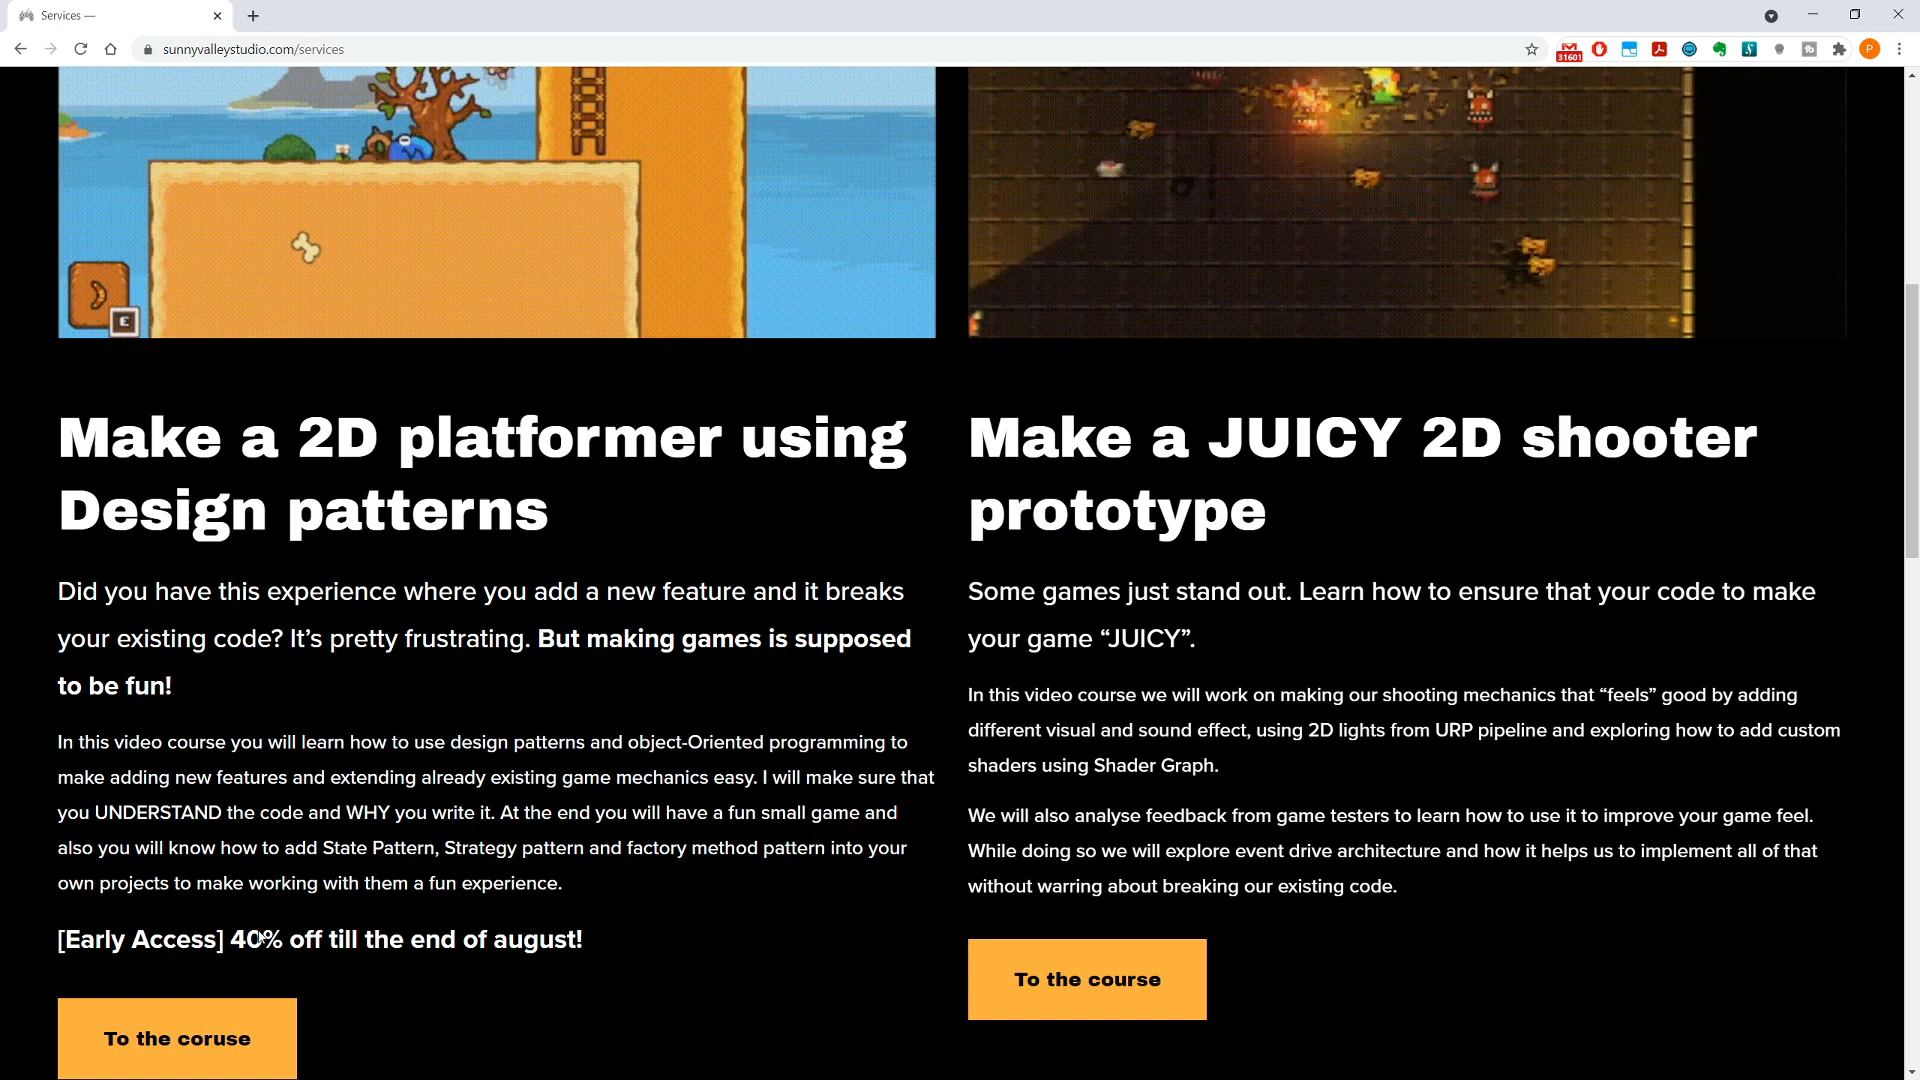 Services —
sunnyvalleystudio.com/services
31601
P
E
Make a 2D platformer using
Design patterns
Did you have this experience where you add a new feature and it breaks
your existing code? It’s pretty frustrating. But making games is supposed
to be fun!
In this video course you will learn how to use design patterns and object-Oriented programming to
make adding new features and extending already existing game mechanics easy. I will make sure that
you UNDERSTAND the code and WHY you write it. At the end you will have a fun small game and
also you will know how to add State Pattern, Strategy pattern and factory method pattern into your
own projects to make working with them a fun experience.
[Early Access] 40% off till the end of august!
To the coruse
Make a JUICY 2D shooter
prototype
Some games just stand out. Learn how to ensure that your code to make
your game “JUICY”.
In this video course we will work on making our shooting mechanics that “feels” good by adding
different visual and sound effect, using 2D lights from URP pipeline and exploring how to add custom
shaders using Shader Graph.
We will also analyse feedback from game testers to learn how to use it to improve your game feel.
While doing so we will explore event drive architecture and how it helps us to implement all of that
without warring about breaking our existing code.
To the course